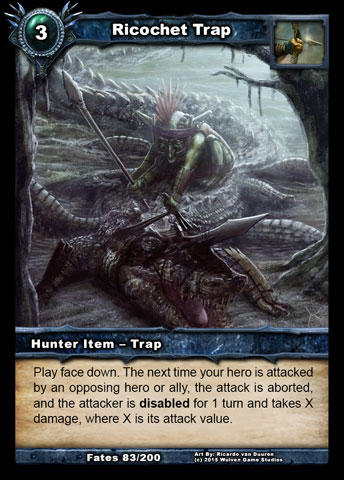 3
Ricochet Trap
Hunter Item – Trap
Play face down. The next time your hero is attacked
by an opposing hero or ally, the attack is aborted,
and the attacker is disabled for 1 turn and takes X
damage, where X is its attack value.
Fates 83/200
Art By: Ricardo van Duuren
(c) 2015 Wulven Game Studios